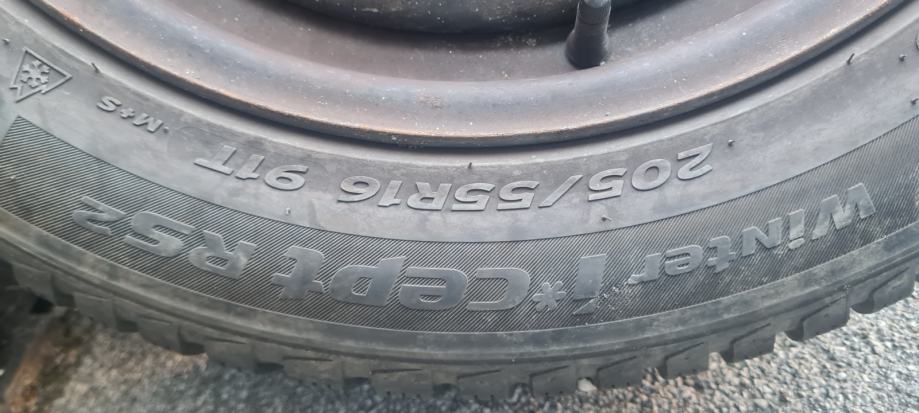 Winter i*cept RS2
205/55R16 91T M+S